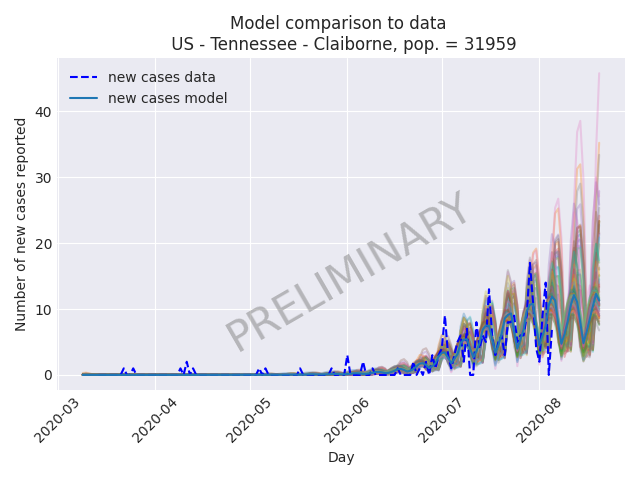 Model comparison to data
US - Tennessee - Claiborne, pop. = 31959
new cases data
new cases model
Number of new cases reported
40
30
20
10
0
PRELIMINARY
2020-03
2020-04
2020-05
2020-06
2020-07
2020-08
Day